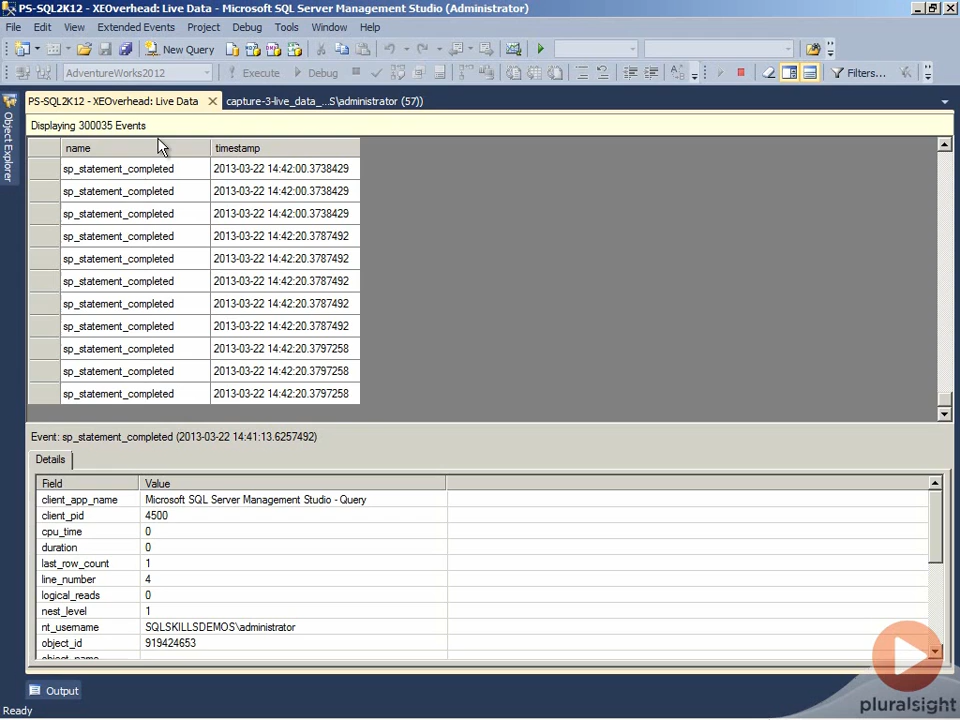 PS-SQL2K12 - XEOverhead: Live Data - Microsoft SQL Server Management Studio (Administrator)
File Edit View Extended Events Project Debug Tools Window Help
New Query
AdventureWorks2012 Execute Debug Filters...
PS-SQL2K12 - XEOverhead: Live Data capture-3-live_data_...S\administrator (57))
Object Explorer
Displaying 300035 Events
name timestamp
sp_statement_completed 2013-03-22 14:42:00.3738429
sp_statement_completed 2013-03-22 14:42:00.3738429
sp_statement_completed 2013-03-22 14:42:00.3738429
sp_statement_completed 2013-03-22 14:42:20.3787492
sp_statement_completed 2013-03-22 14:42:20.3787492
sp_statement_completed 2013-03-22 14:42:20.3787492
sp_statement_completed 2013-03-22 14:42:20.3787492
sp_statement_completed 2013-03-22 14:42:20.3787492
sp_statement_completed 2013-03-22 14:42:20.3797258
sp_statement_completed 2013-03-22 14:42:20.3797258
sp_statement_completed 2013-03-22 14:42:20.3797258
Event: sp_statement_completed (2013-03-22 14:41:13.6257492)
Details
Field Value
client_app_name Microsoft SQL Server Management Studio - Query
client_pid 4500
cpu_time 0
duration 0
last_row_count 1
line_number 4
logical_reads 0
nest_level 1
nt_username SQLSKILLSDEMOS\administrator
object_id 919424653
object_name
Output
pluralsight
Ready